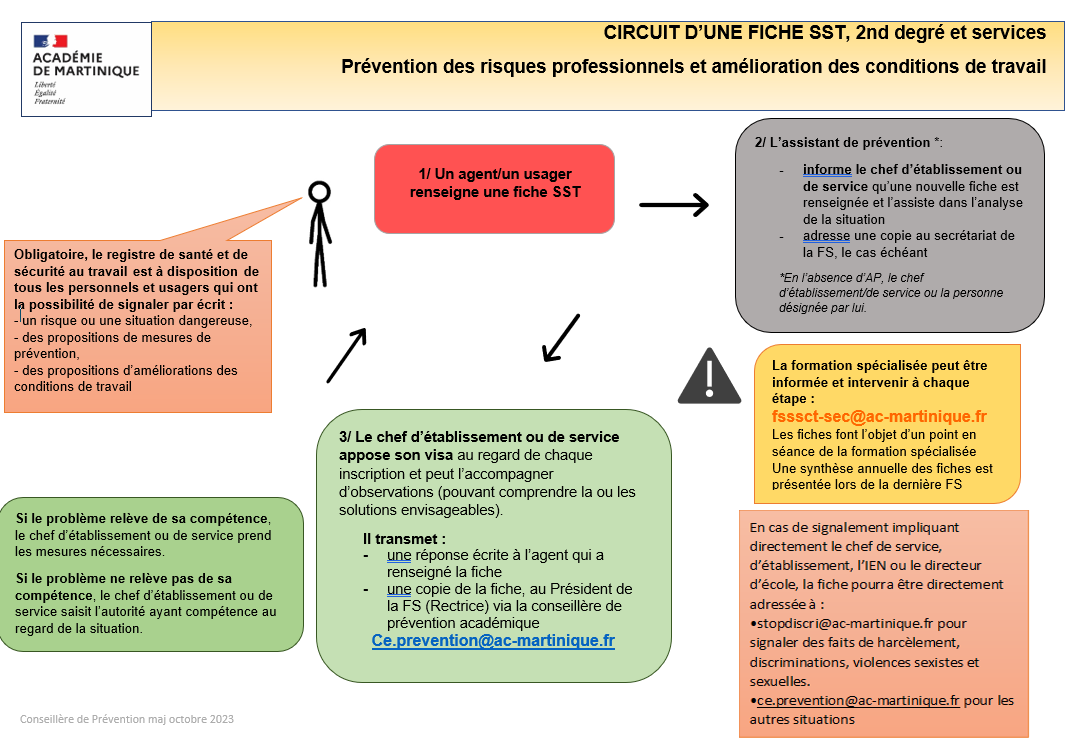 ACADÉMIE
DE MARTINIQUE
Liberté
Égalité
Fraternité
CIRCUIT D’UNE FICHE SST, 2nd degré et services
Prévention des risques professionnels et amélioration des conditions de travail
1/ Un agent/un usager
renseigne une fiche SST
2/ L’assistant de prévention *:
- informe le chef d’établissement ou
de service qu’une nouvelle fiche est
renseignée et l’assiste dans l’analyse
de la situation
- adresse une copie au secrétariat de
la FS, le cas échéant
*En l’absence d’AP, le chef
d’établissement/de service ou la personne
désignée par lui.
Obligatoire, le registre de santé et de
sécurité au travail est à disposition de
tous les personnels et usagers qui ont
la possibilité de signaler par écrit :
- un risque ou une situation dangereuse,
- des propositions de mesures de
prévention,
- des propositions d’améliorations des
conditions de travail
La formation spécialisée peut être
informée et intervenir à chaque
étape :
fsssct-sec@ac-martinique.fr
Les fiches font l’objet d’un point en
séance de la formation spécialisée
Une synthèse annuelle des fiches est
présentée lors de la dernière FS
3/ Le chef d’établissement ou de service
appose son visa au regard de chaque
inscription et peut l’accompagner
d’observations (pouvant comprendre la ou les
solutions envisageables).
Il transmet :
- une réponse écrite à l’agent qui a
renseigné la fiche
- une copie de la fiche, au Président de
la FS (Rectrice) via la conseillère de
prévention académique
Ce.prevention@ac-martinique.fr
Si le problème relève de sa compétence,
le chef d’établissement ou de service prend
les mesures nécessaires.
Si le problème ne relève pas de sa
compétence, le chef d’établissement ou de
service saisit l’autorité ayant compétence au
regard de la situation.
En cas de signalement impliquant
directement le chef de service,
d’établissement, l’IEN ou le directeur
d’école, la fiche pourra être directement
adressée à :
•stopdiscri@ac-martinique.fr pour
signaler des faits de harcèlement,
discriminations, violences sexistes et
sexuelles.
•ce.prevention@ac-martinique.fr pour les
autres situations
Conseillère de Prévention maj octobre 2023